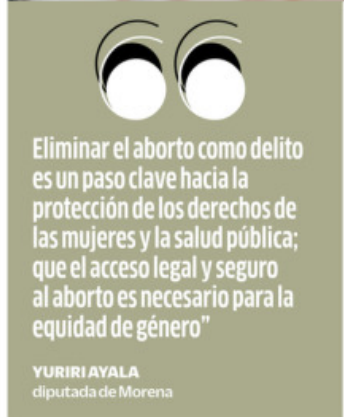 Eliminar el aborto como delito
es un paso clave hacia la
protección de los derechos de
las mujeres y la salud pública;
que el acceso legal y seguro
al aborto es necesario para la
equidad de género”
YURIRI AYALA
diputada de Morena